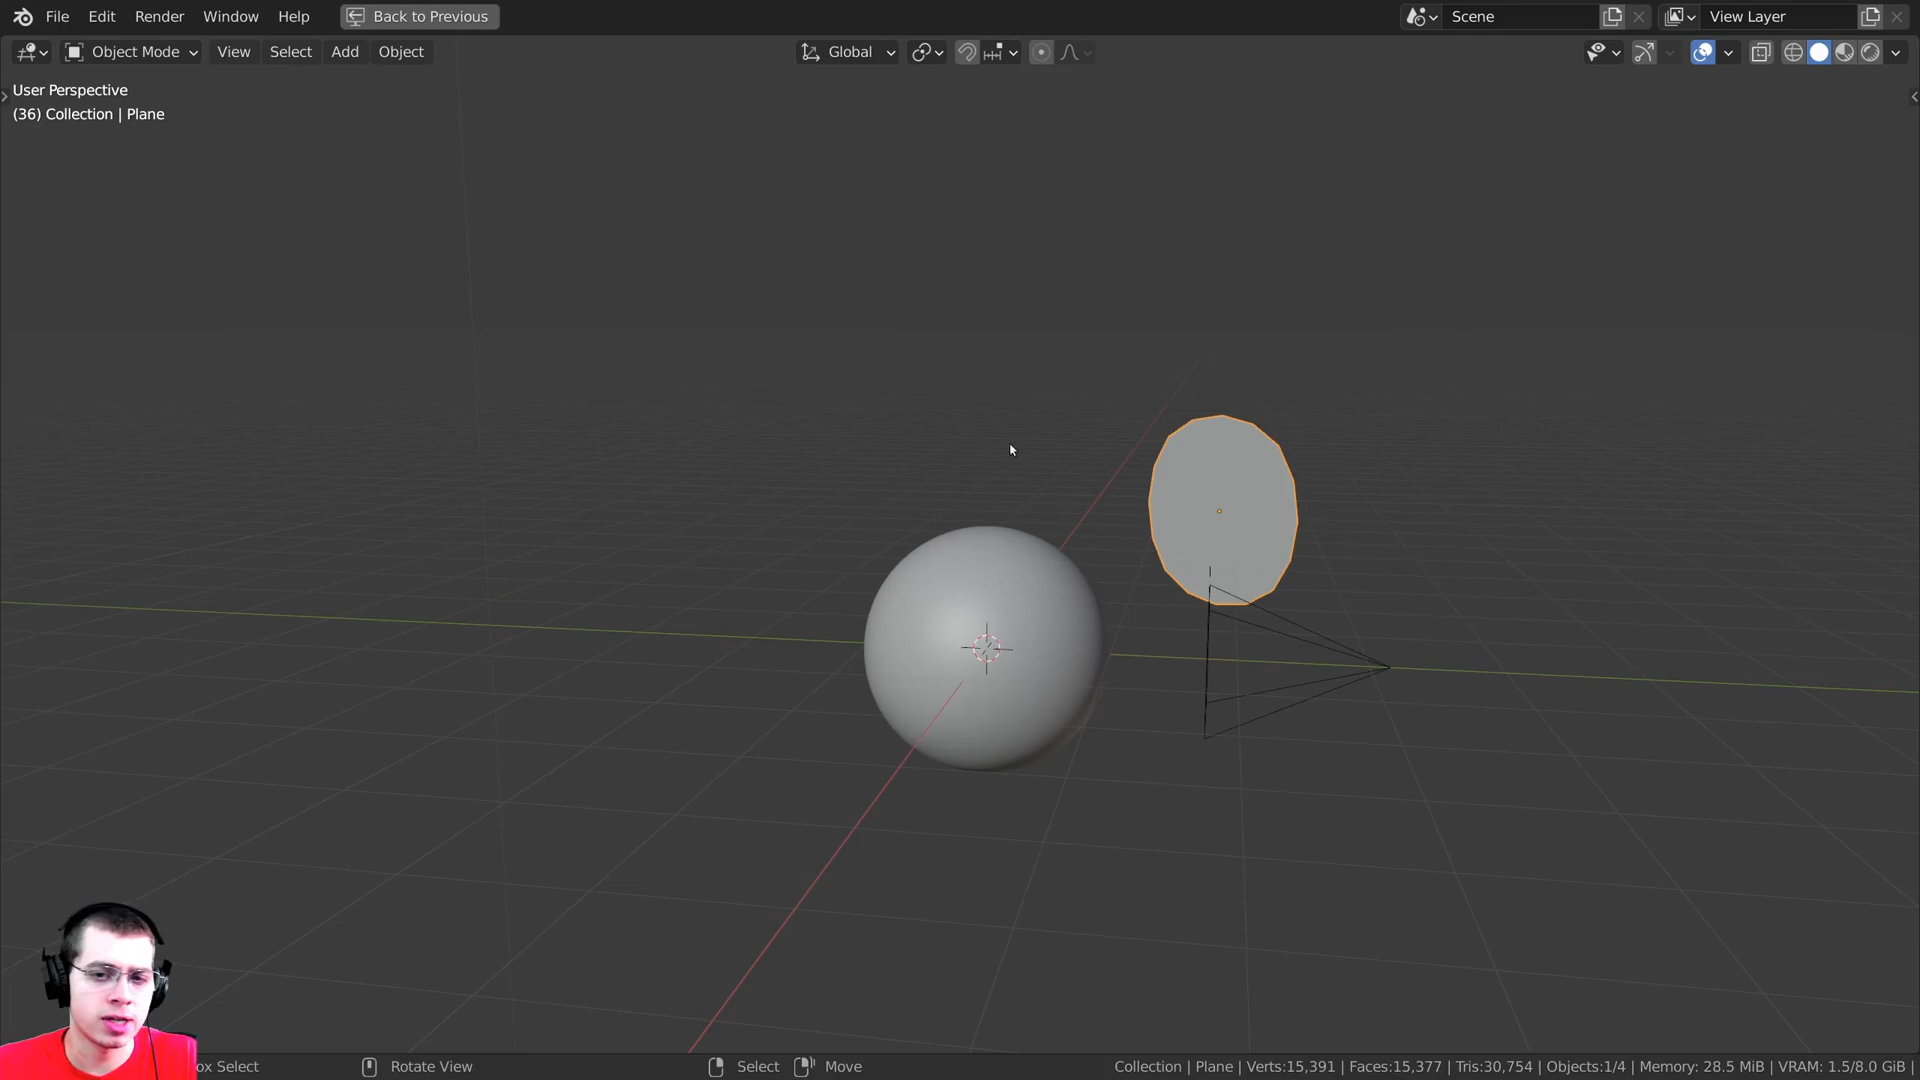 File Edit Render Window Help Back to Previous Scene View Layer
Object Mode View Select Add Object Global
User Perspective
(36) Collection | Plane
ox Select Rotate View Select Move Collection | Plane | Verts:15,391 | Faces:15,377 | Tris:30,754 | Objects:1/4 | Memory: 28.5 MiB | VRAM: 1.5/8.0 GiB |